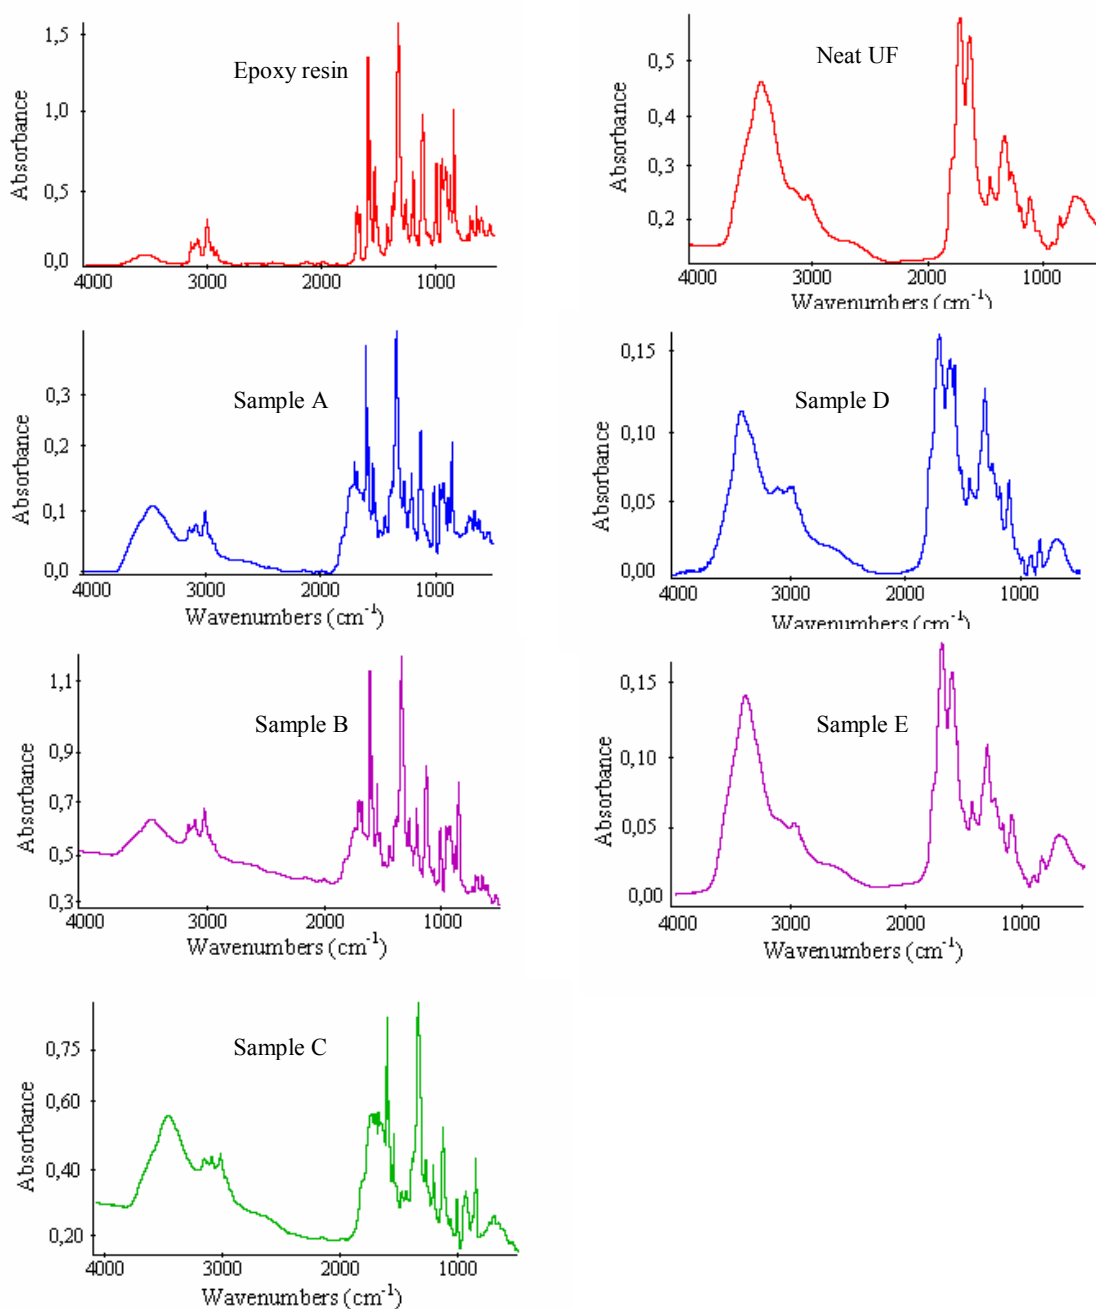 1,5
1,0
0,5
0,0
Absorbance
Epoxy resin
4000 3000 2000 1000
0,5
0,4
0,3
0,2
Absorbance
Neat UF
4000 3000 2000 1000
Wavenumbers (cm-1)
0,3
0,2
0,1
0,0
Absorbance
Sample A
4000 3000 2000 1000
Wavenumbers (cm-1)
0,15
0,10
0,05
0,00
Absorbance
Sample D
4000 3000 2000 1000
Wavenumbers (cm-1)
1,1
0,9
0,7
0,5
0,3
Absorbance
Sample B
4000 3000 2000 1000
Wavenumbers (cm-1)
0,15
0,10
0,05
0,00
Absorbance
Sample E
4000 3000 2000 1000
Wavenumbers (cm-1)
0,75
0,60
0,40
0,20
Absorbance
Sample C
4000 3000 2000 1000
Wavenumbers (cm-1)